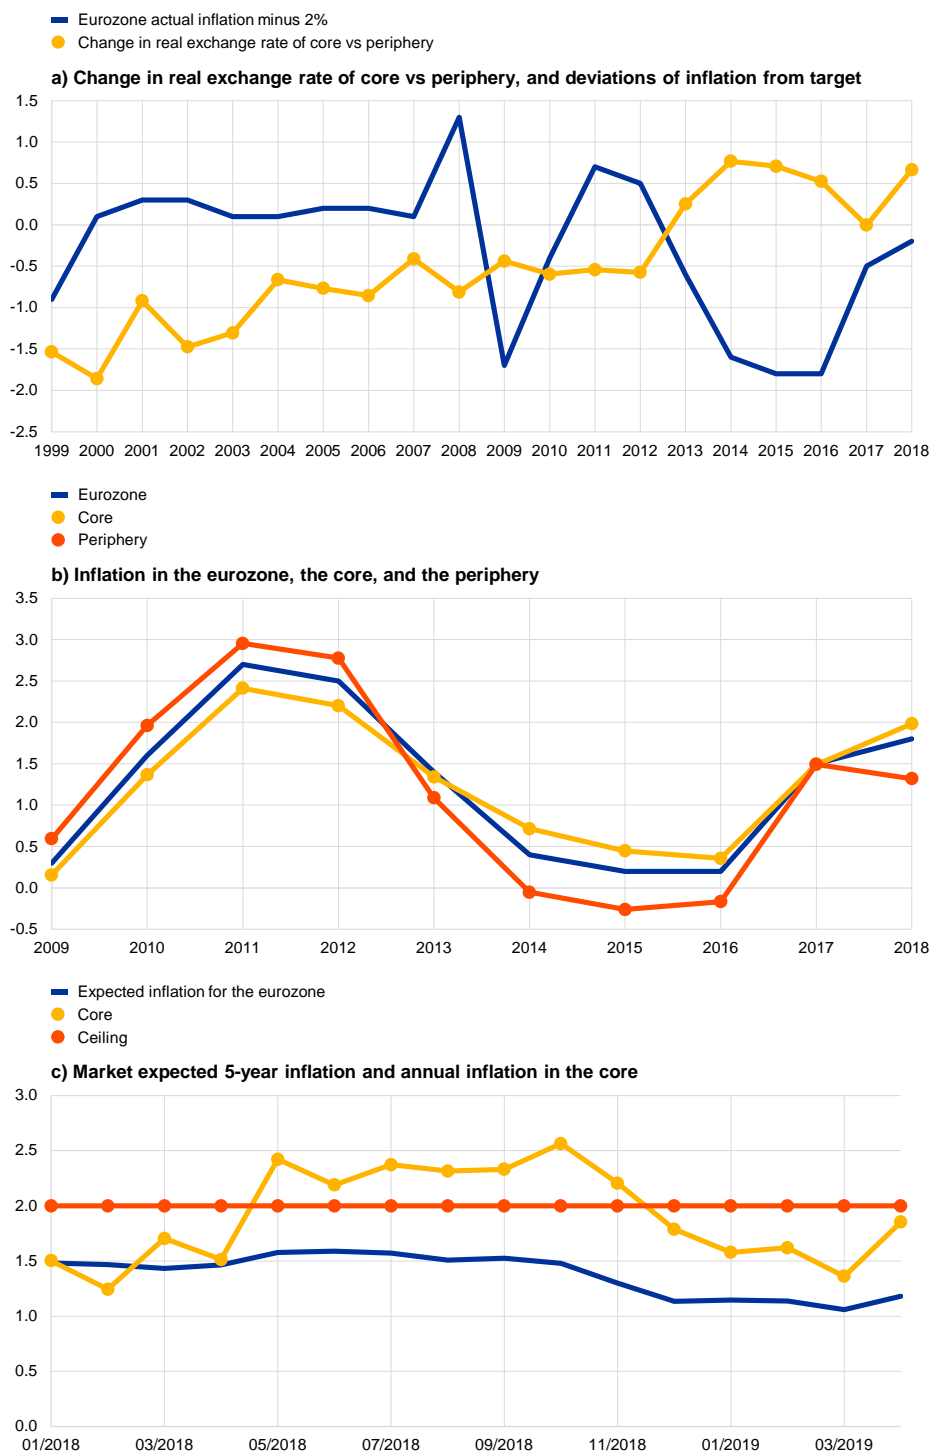 Eurozone actual inflation minus 2%
Change in real exchange rate of core vs periphery
a) Change in real exchange rate of core vs periphery, and deviations of inflation from target
1.5
1.0
0.5
0.0
-0.5
-1.0
-1.5
-2.0
-2.5
1999 2000 2001 2002 2003 2004 2005 2006 2007 2008 2009 2010 2011 2012 2013 2014 2015 2016 2017 2018
Eurozone
Core
Periphery
b) Inflation in the eurozone, the core, and the periphery
3.5
3.0
2.5
2.0
1.5
1.0
0.5
0.0
-0.5
2009 2010 2011 2012 2013 2014 2015 2016 2017 2018
Expected inflation for the eurozone
Core
Ceiling
c) Market expected 5-year inflation and annual inflation in the core
3.0
2.5
2.0
1.5
1.0
0.5
0.0
01/2018 03/2018 05/2018 07/2018 09/2018 11/2018 01/2019 03/2019